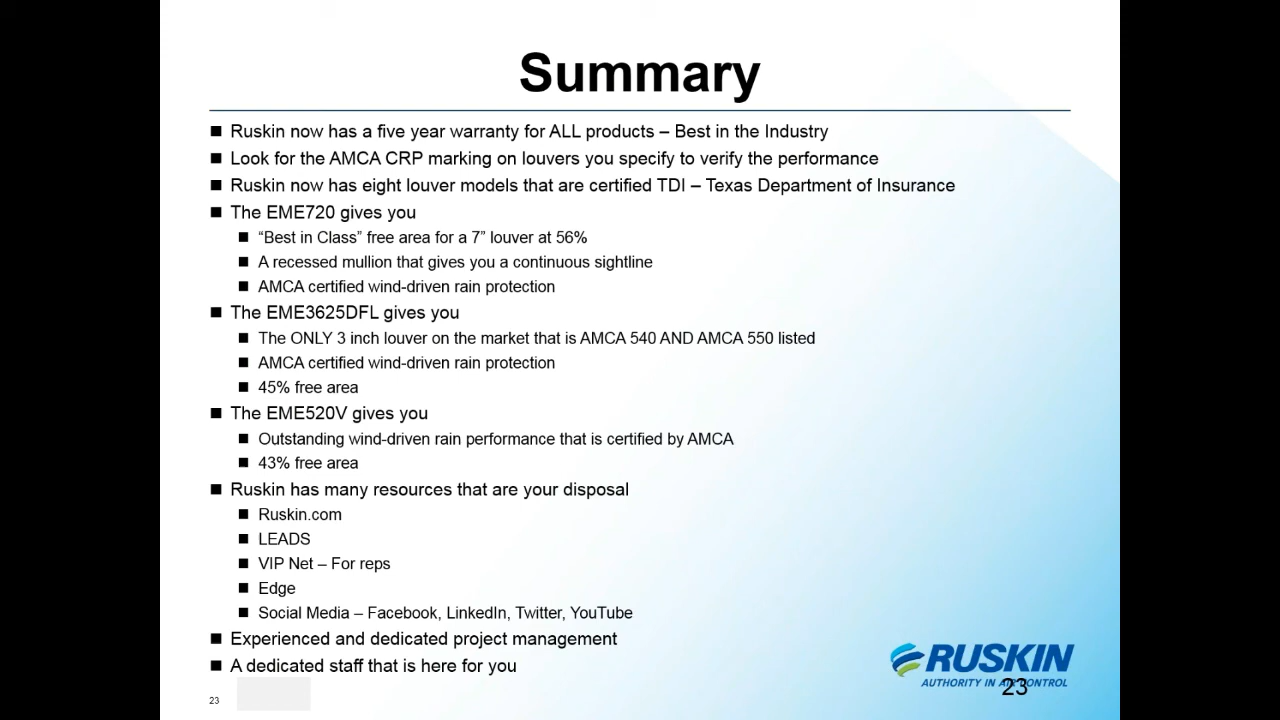 Summary
■ Ruskin now has a five year warranty for ALL products – Best in the Industry
■ Look for the AMCA CRP marking on louvers you specify to verify the performance
■ Ruskin now has eight louver models that are certified TDI – Texas Department of Insurance
■ The EME720 gives you
■ “Best in Class” free area for a 7” louver at 56%
■ A recessed mullion that gives you a continuous sightline
■ AMCA certified wind-driven rain protection
■ The EME3625DFL gives you
■ The ONLY 3 inch louver on the market that is AMCA 540 AND AMCA 550 listed
■ AMCA certified wind-driven rain protection
■ 45% free area
■ The EME520V gives you
■ Outstanding wind-driven rain performance that is certified by AMCA
■ 43% free area
■ Ruskin has many resources that are your disposal
■ Ruskin.com
■ LEADS
■ VIP Net – For reps
■ Edge
■ Social Media – Facebook, LinkedIn, Twitter, YouTube
■ Experienced and dedicated project management
■ A dedicated staff that is here for you
RUSKIN
AUTHORITY IN AIR CONTROL
23
23